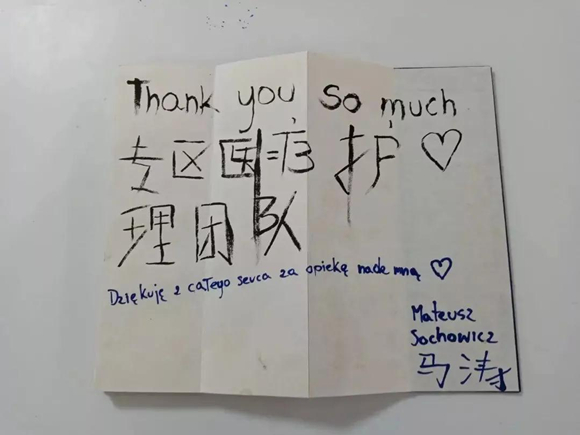 Thank you so much
专区医疗护♡
理团队
Dziękuję z całego serca za opiekę nade mną ♡
Mateusz
Sochowicz
马